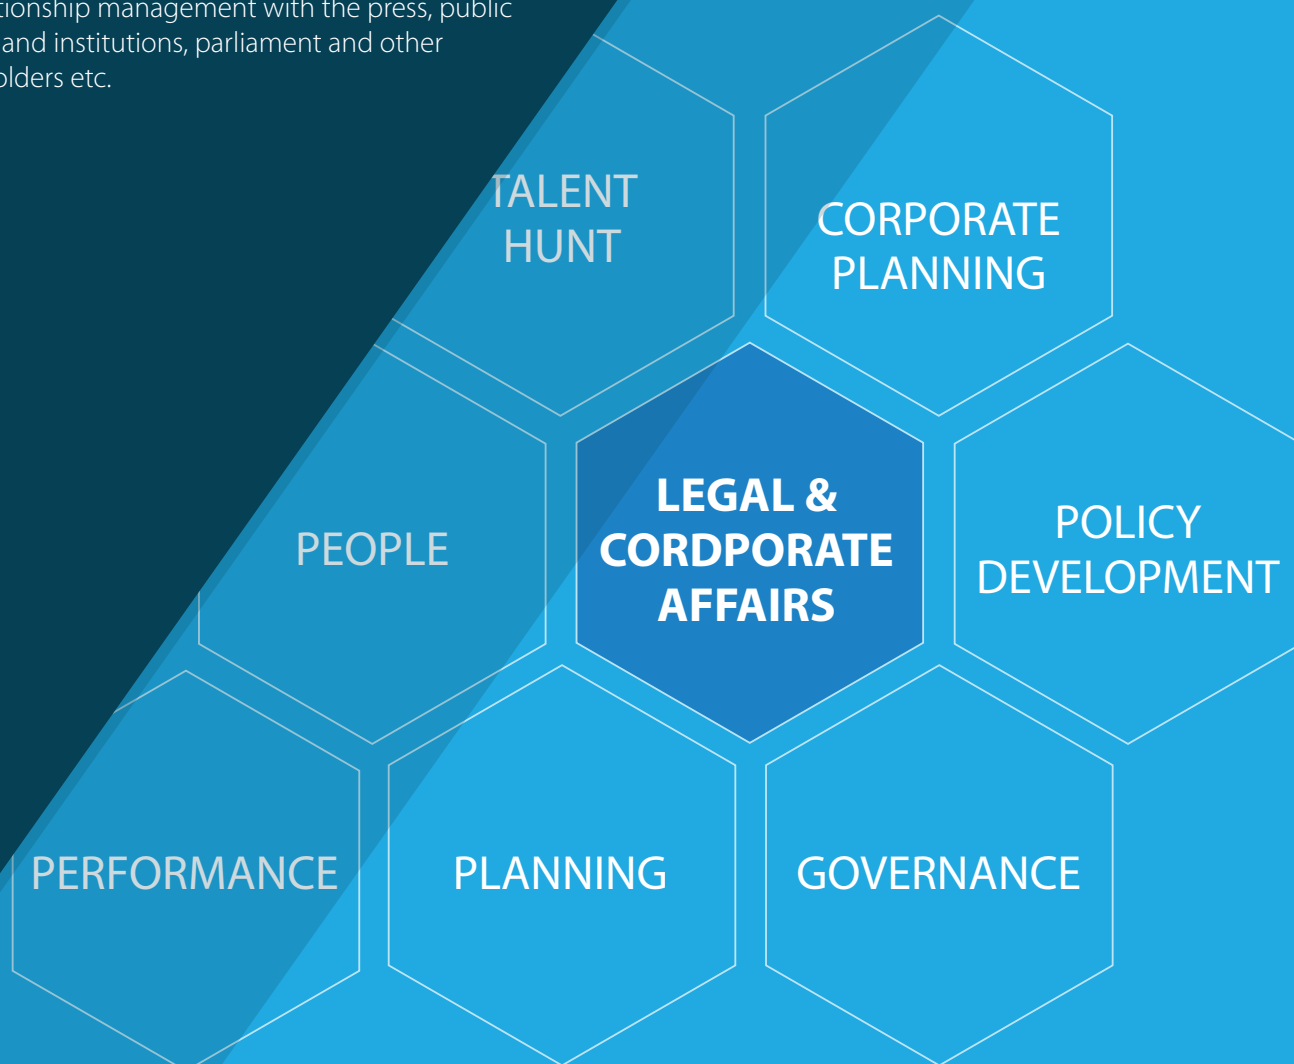 tionship management with the press, public
and institutions, parliament and other
olders etc.
TALENT
HUNT
CORPORATE
PLANNING
PEOPLE
LEGAL &
CORDPORATE
AFFAIRS
POLICY
DEVELOPMENT
PERFORMANCE
PLANNING
GOVERNANCE